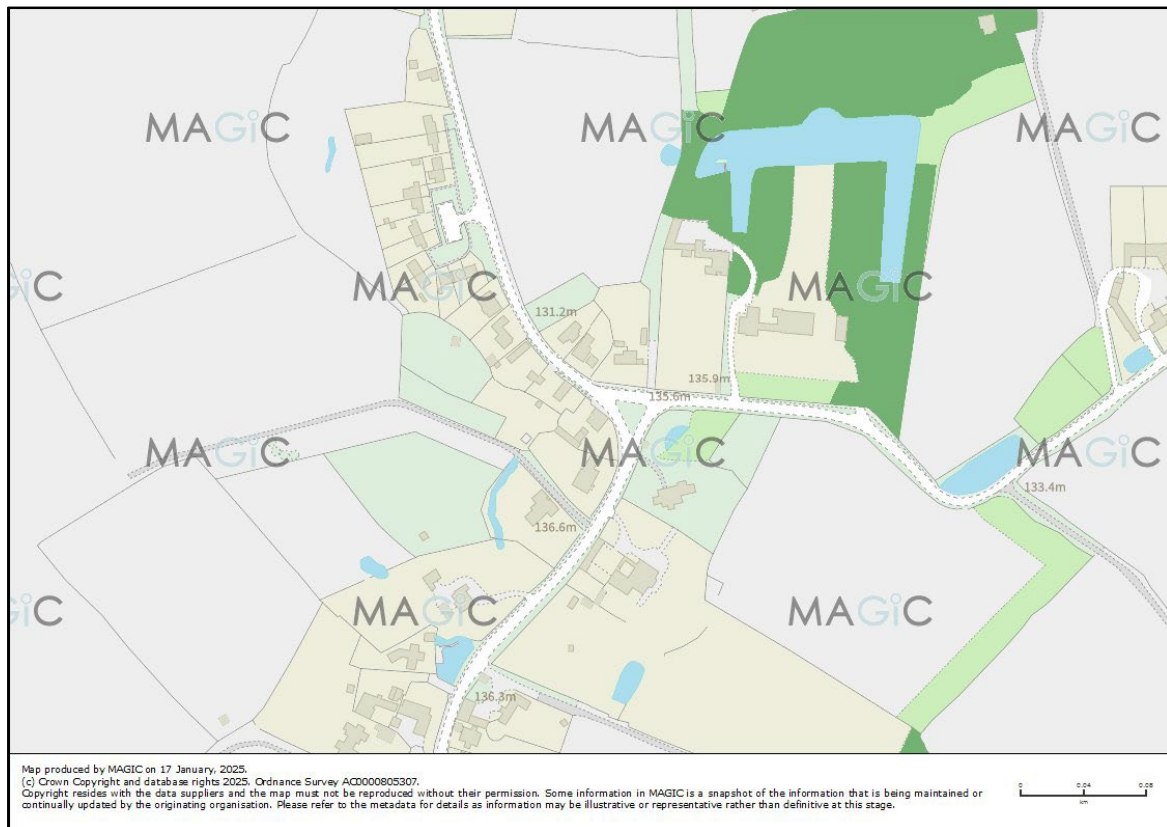 MAGiC MAGiC MAGiC
iC MAGiC MAGiC
131.2m
135.9m
135.6m
MAGiC MAGiC MAGiC
133.4m
136.6m
iC MAGiC MAGiC
136.3m
Map produced by MAGIC on 17 January, 2025.
(c) Crown Copyright and database rights 2025. Ordnance Survey AC0000805307.
Copyright resides with the data suppliers and the map must not be reproduced without their permission. Some information in MAGIC is a snapshot of the information that is being maintained or
continually updated by the originating organisation. Please refer to the metadata for details as information may be illustrative or representative rather than definitive at this stage.
0 0.04 0.08
km